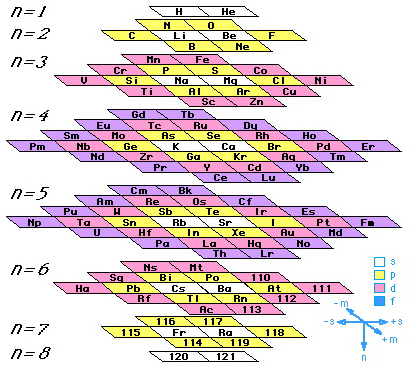 n=1 H He
N O
n=2 C Li Be F
B Ne
n=3 Mn Fe
Cr P S Co
V Si Na Mg Cl Ni
Ti Al Ar Cu
Sc Zn
n=4 Gd Tb
Eu Tc Ru Dy
Sm Mo As Se Rh Ho
Pm Nb Ge K Ca Br Pd Er
Nd Zr Ga Kr Ag Tm
Pr Y Cd Yb
Ce Lu
n=5 Cm Bk
Am Re Os Cf
Pu W Sb Te Ir Es
Np Ta Sn Rb Sr I Pt Fm
U Hf In Xe Au Md
Pa La Hg No
Th Lr
n=6 Ns Mt
Sg Bi Po 110
Ha Pb Cs Ba At 111
Rf Tl Rn 112
Ac 113
n=7 116 117
115 Fr Ra 118
114 119
n=8 120 121
s
p
d
f
-m
-s +s
+m
n